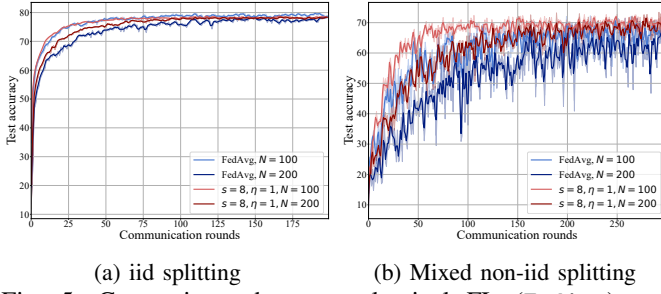 80
70
60
50
40
30
20
10
Test accuracy
0 25 50 75 100 125 150 175
Communication rounds
FedAvg, N = 100
FedAvg, N = 200
s = 8, η = 1, N = 100
s = 8, η = 1, N = 200
70
60
50
40
30
20
10
Test accuracy
0 50 100 150 200 250
Communication rounds
FedAvg, N = 100
FedAvg, N = 200
s = 8, η = 1, N = 100
s = 8, η = 1, N = 200
(a) iid splitting
(b) Mixed non-iid splitting